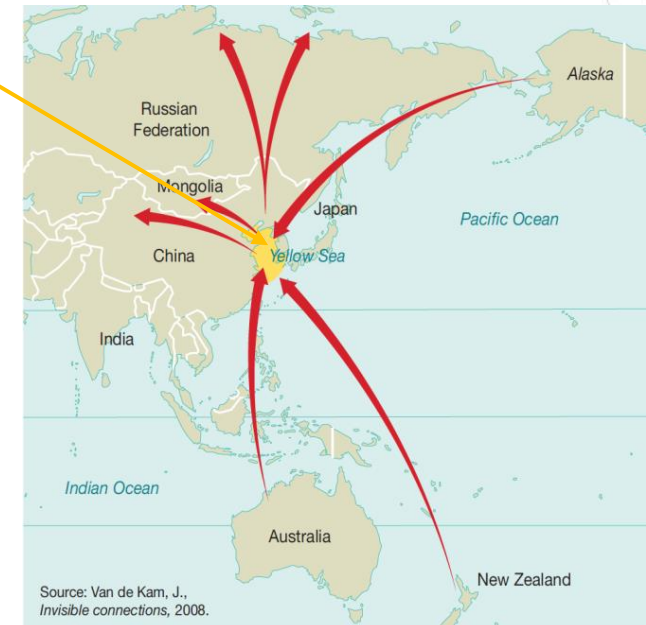 Alaska
Russian
Federation
Mongolia
Japan
Pacific Ocean
China
Yellow Sea
India
Indian Ocean
Australia
New Zealand
Source: Van de Kam, J.,
Invisible connections, 2008.